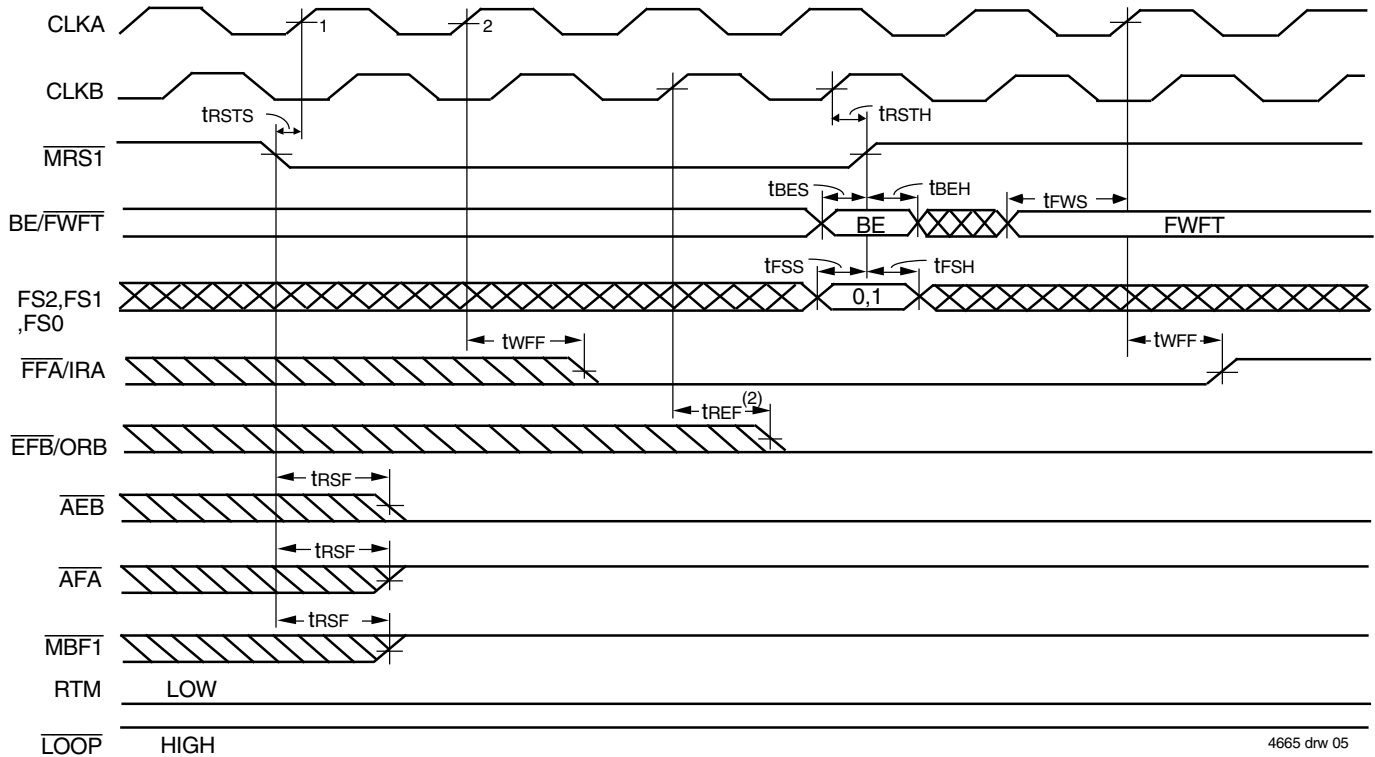 CLKA
1
2
CLKB
tRSTS
tRSTH
MRS1
tBES
tBEH
tFWS
BE/FWFT
BE
FWFT
tFSS
tFSH
FS2,FS1
,FS0
0,1
tWFF
tWFF
FFA/IRA
tREF(2)
EFB/ORB
tRSF
AEB
tRSF
AFA
tRSF
MBF1
RTM LOW
LOOP HIGH
4665 drw 05